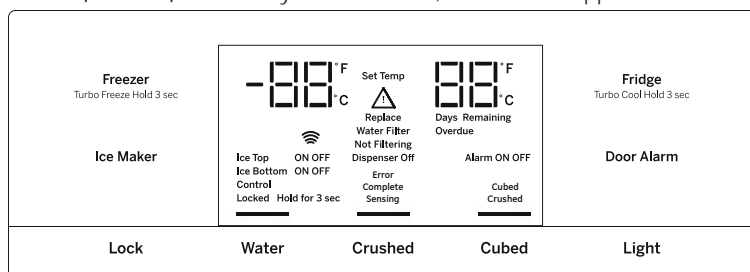 Freezer
Turbo Freeze Hold 3 sec
Ice Maker
-88 °F
°C
Set Temp
88 °F
°C
Replace
Water Filter
Not Filtering
Dispenser Off
Error
Complete
Sensing
Days Remaining
Overdue
Ice Top ON OFF
Ice Bottom ON OFF
Control
Locked Hold for 3 sec
Alarm ON OFF
Cubed
Crushed
Fridge
Turbo Cool Hold 3 sec
Door Alarm
Lock Water Crushed Cubed Light